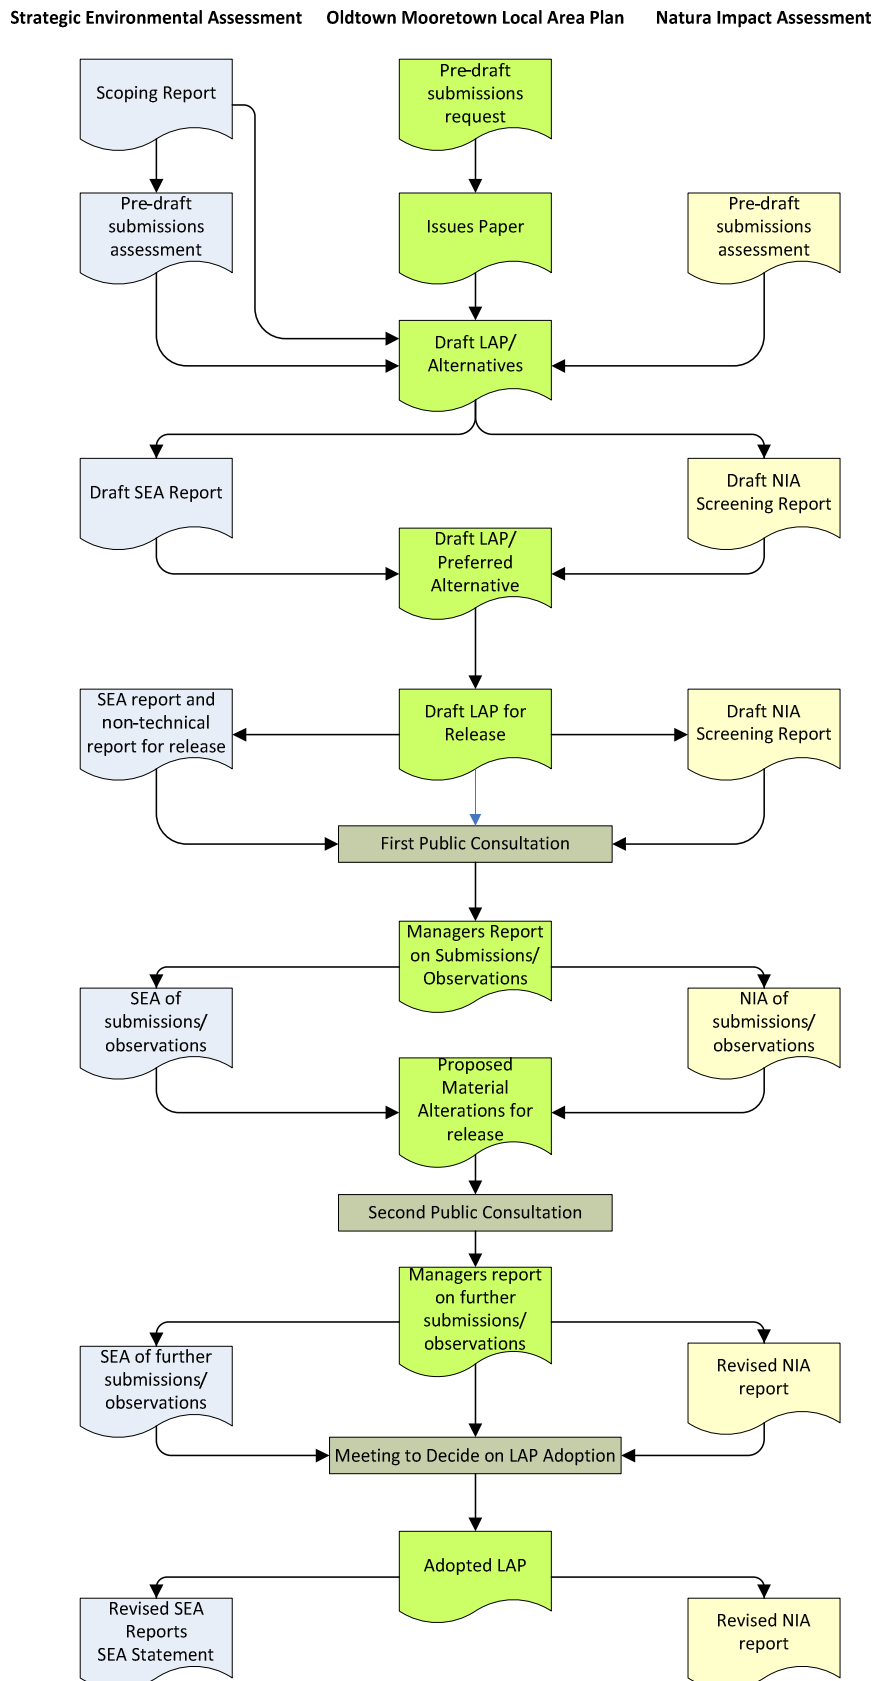 Strategic Environmental Assessment
Oldtown Mooretown Local Area Plan
Natura Impact Assessment
Scoping Report
Pre-draft
submissions
request
Pre-draft
submissions
assessment
Issues Paper
Pre-draft
submissions
assessment
Draft LAP/
Alternatives
Draft SEA Report
Draft NIA
Screening Report
Draft LAP/
Preferred
Alternative
SEA report and
non-technical
report for release
Draft LAP for
Release
Draft NIA
Screening Report
First Public Consultation
Managers Report
on Submissions/
Observations
SEA of
submissions/
observations
NIA of
submissions/
observations
Proposed
Material
Alterations for
release
Second Public Consultation
Managers report
on further
submissions/
observations
SEA of further
submissions/
observations
Revised NIA
report
Meeting to Decide on LAP Adoption
Adopted LAP
Revised SEA
Reports
SEA Statement
Revised NIA
report